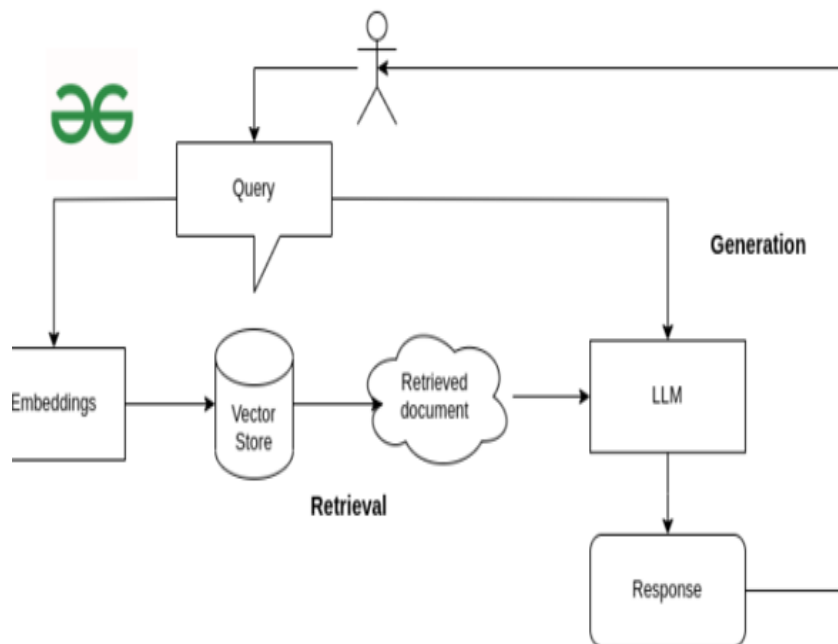 Query
Generation
Embeddings
Vector
Store
Retrieved
document
LLM
Retrieval
Response